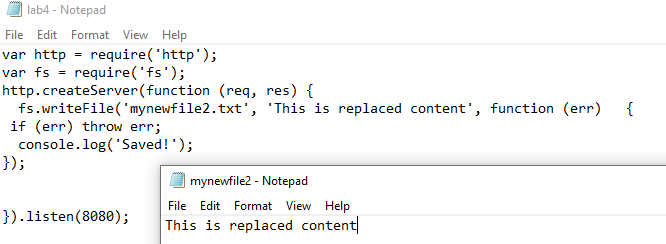 lab4 - Notepad
File Edit Format View Help
var http = require('http');
var fs = require('fs');
http.createServer(function (req, res) {
  fs.writeFile('mynewfile2.txt', 'This is replaced content', function (err)   {
 if (err) throw err;
  console.log('Saved!');
});
}).listen(8080);
mynewfile2 - Notepad
File Edit Format View Help
This is replaced content